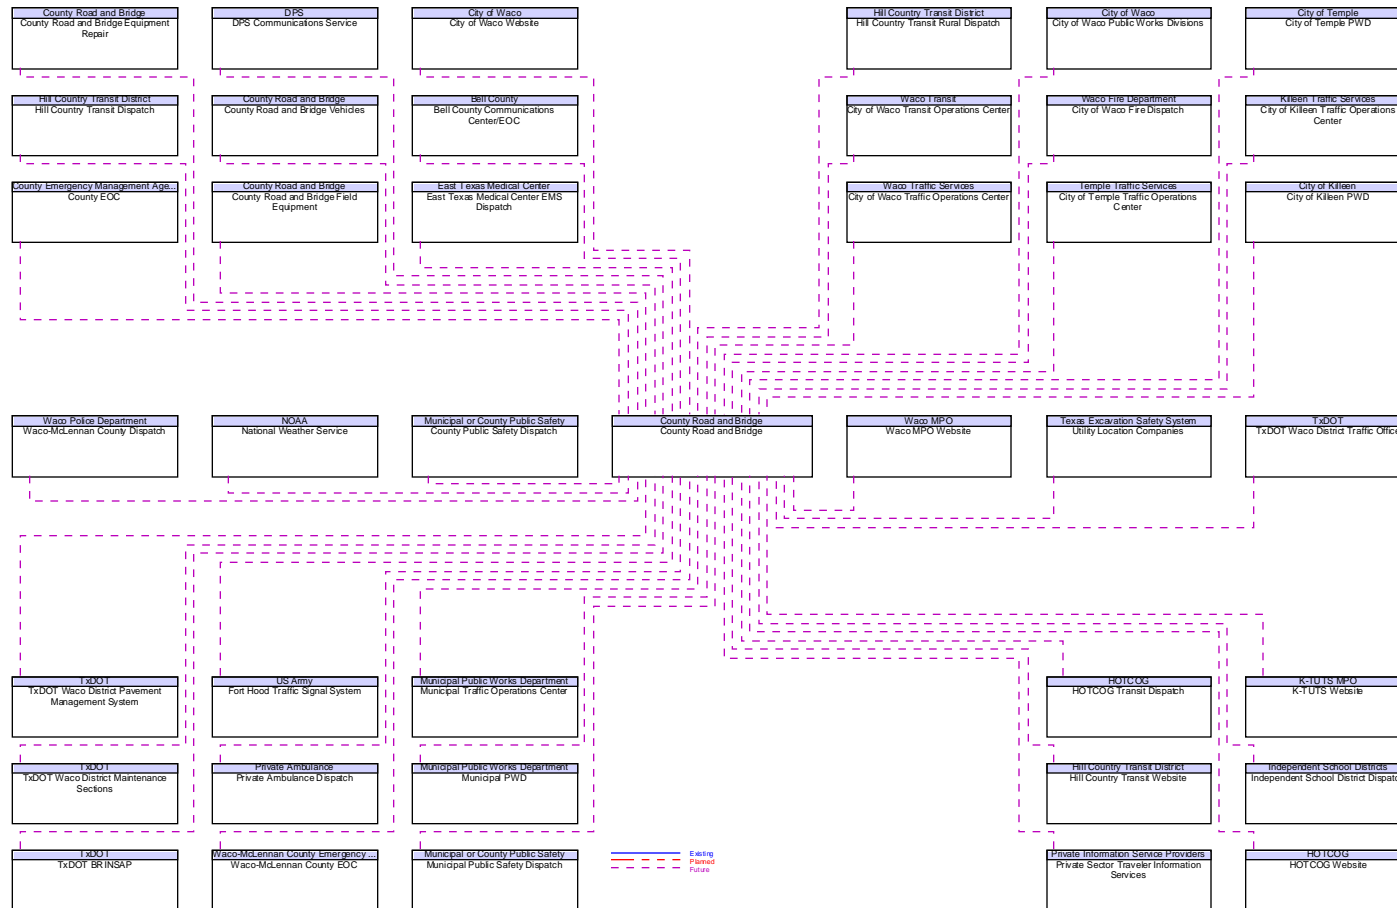 County Road and Bridge
County Road and Bridge Equipment
Repair
DPS
DPS Communications Service
City of Waco
City of Waco Website
Hill Country Transit District
Hill Country Transit Rural Dispatch
City of Waco
City of Waco Public Works Divisions
City of Temple
City of Temple PWD
Hill Country Transit District
Hill Country Transit Dispatch
County Road and Bridge
County Road and Bridge Vehicles
Bell County
Bell County Communications
Center/EOC
Waco Transit
City of Waco Transit Operations Center
Waco Fire Department
City of Waco Fire Dispatch
Killeen Traffic Services
City of Killeen Traffic Operations
Center
County Emergency Management Age...
County EOC
County Road and Bridge
County Road and Bridge Field
Equipment
East Texas Medical Center
East Texas Medical Center EMS
Dispatch
Waco Traffic Services
City of Waco Traffic Operations Center
Temple Traffic Services
City of Temple Traffic Operations
Center
City of Killeen
City of Killeen PWD
Waco Police Department
Waco-McLennan County Dispatch
NOAA
National Weather Service
Municipal or County Public Safety
County Public Safety Dispatch
County Road and Bridge
County Road and Bridge
Waco MPO
Waco MPO Website
Texas Excavation Safety System
Utility Location Companies
TxDOT
TxDOT Waco District Traffic Office
TxDOT
TxDOT Waco District Pavement
Management System
US Army
Fort Hood Traffic Signal System
Municipal Public Works Department
Municipal Traffic Operations Center
HOTCOG
HOTCOG Transit Dispatch
K-TUTS MPO
K-TUTS Website
TxDOT
TxDOT Waco District Maintenance
Sections
Private Ambulance
Private Ambulance Dispatch
Municipal Public Works Department
Municipal PWD
Hill Country Transit District
Hill Country Transit Website
Independent School Districts
Independent School District Dispatc
TxDOT
TxDOT BRINSAP
Waco-McLennan County Emergency ...
Waco-McLennan County EOC
Municipal or County Public Safety
Municipal Public Safety Dispatch
Existing
Planned
Future
Private Information Service Providers
Private Sector Traveler Information
Services
HOTCOG
HOTCOG Website